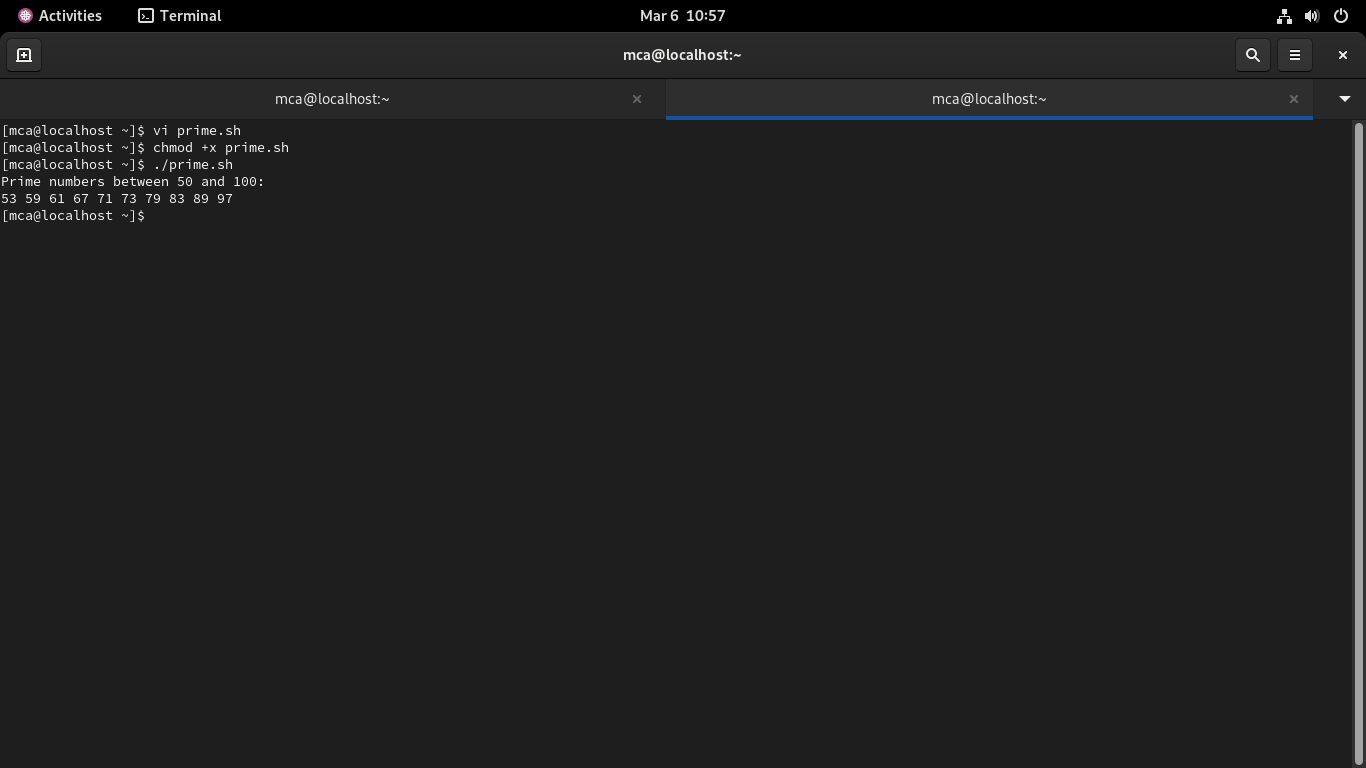 Activities Terminal Mar 6 10:57
mca@localhost:~
mca@localhost:~ mca@localhost:~
[mca@localhost ~]$ vi prime.sh
[mca@localhost ~]$ chmod +x prime.sh
[mca@localhost ~]$ ./prime.sh
Prime numbers between 50 and 100:
53 59 61 67 71 73 79 83 89 97
[mca@localhost ~]$